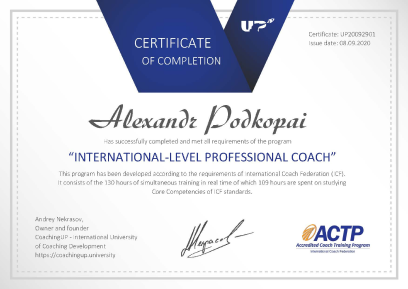 UP
CERTIFICATE
OF COMPLETION
Certificate: UP20092901
Issue date: 08.09.2020
Alexandr Podkopai
Has successfully completed and met all requirements of the program
“INTERNATIONAL-LEVEL PROFESSIONAL COACH”
This program has been developed according to the requirements of International Coach Federation (ICF).
It consists of the 130 hours of simultaneous training in real time of which 105 hours are spent on studying
Core Competencies of ICF standards.
Andrey Nekrasov,
Owner and founder
CoachingUP - International University
of Coaching Development
https://coachingup.university
ACTP
Accredited Coach Training Program
International Coach Federation